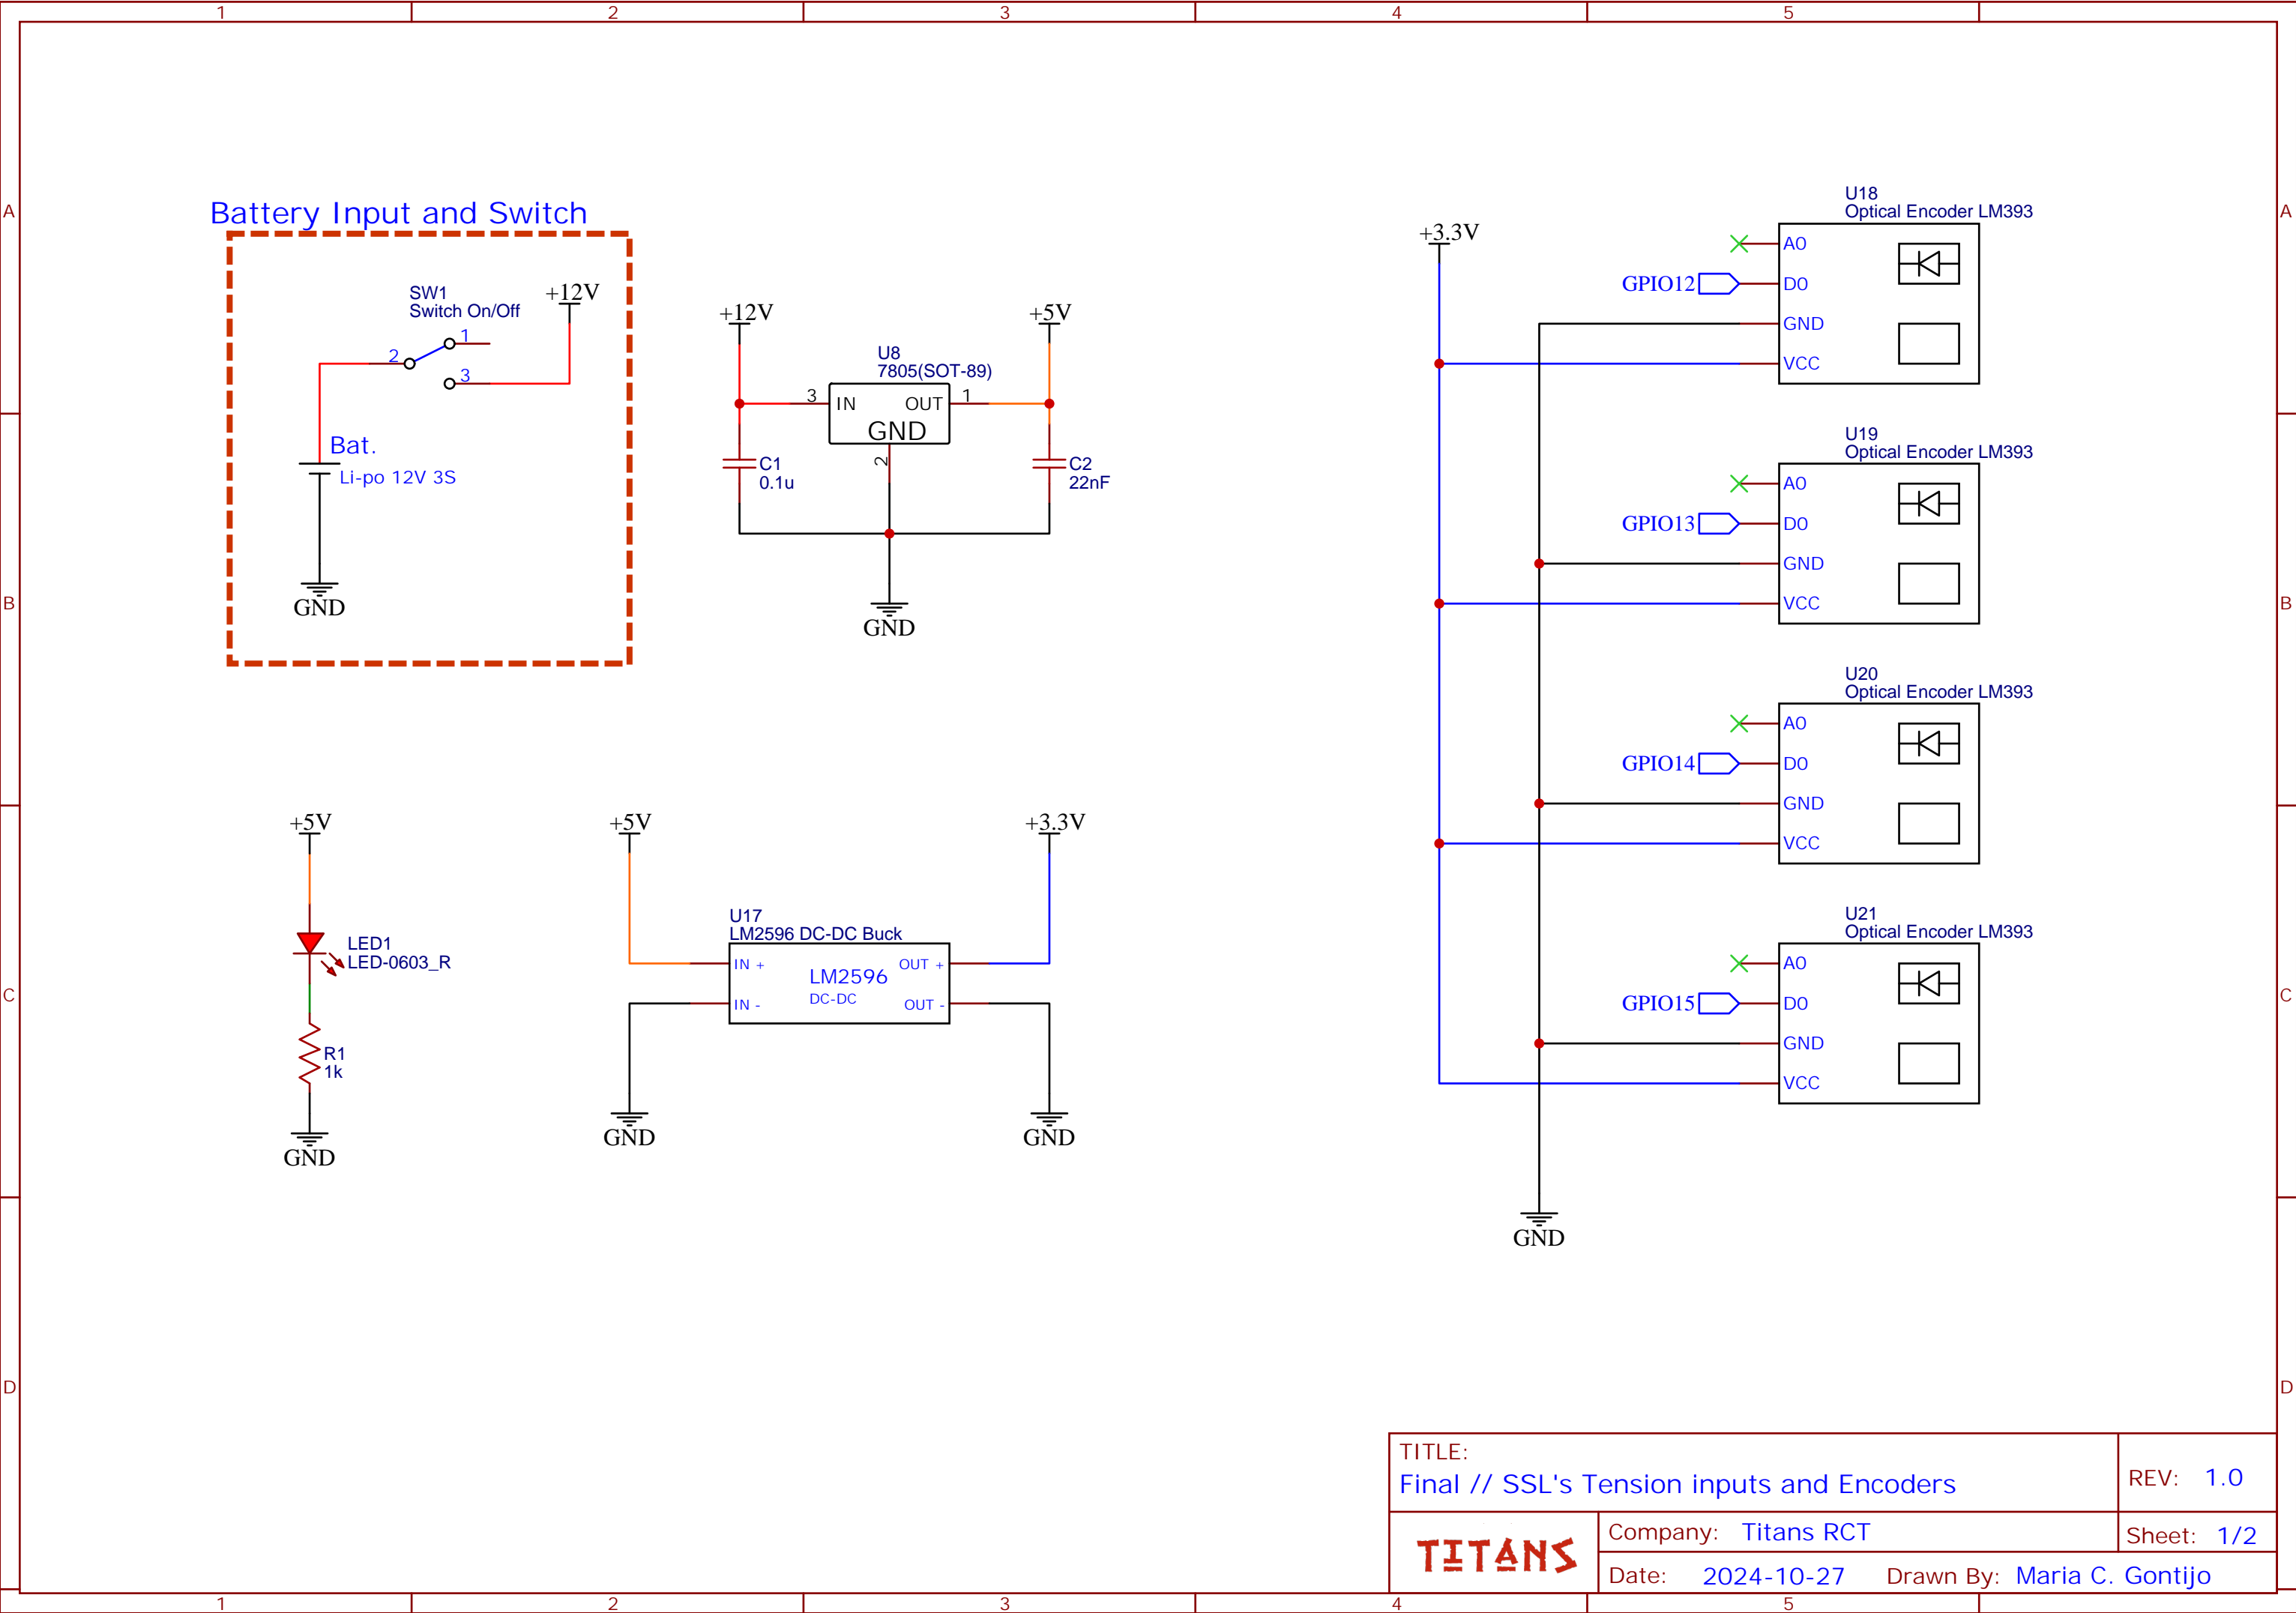 1 2 3 4 5
A
B
C
D
A
B
C
D
Battery Input and Switch
SW1
Switch On/Off
+12V
1
2
3
Bat.
Li-po 12V 3S
GND
+12V
+5V
U8
7805(SOT-89)
3
IN
OUT
1
GND
2
C1
0.1u
C2
22nF
GND
+5V
LED1
LED-0603_R
R1
1k
GND
+5V
+3.3V
U17
LM2596 DC-DC Buck
IN +
OUT +
LM2596
DC-DC
IN -
OUT -
GND
GND
+3.3V
U18
Optical Encoder LM393
A0
GPIO12
D0
GND
VCC
U19
Optical Encoder LM393
A0
GPIO13
D0
GND
VCC
U20
Optical Encoder LM393
A0
GPIO14
D0
GND
VCC
U21
Optical Encoder LM393
A0
GPIO15
D0
GND
VCC
GND
TITLE:
Final // SSL's Tension inputs and Encoders
REV: 1.0
TITANS
Company: Titans RCT
Sheet: 1/2
Date: 2024-10-27
Drawn By: Maria C. Gontijo
1 2 3 4 5